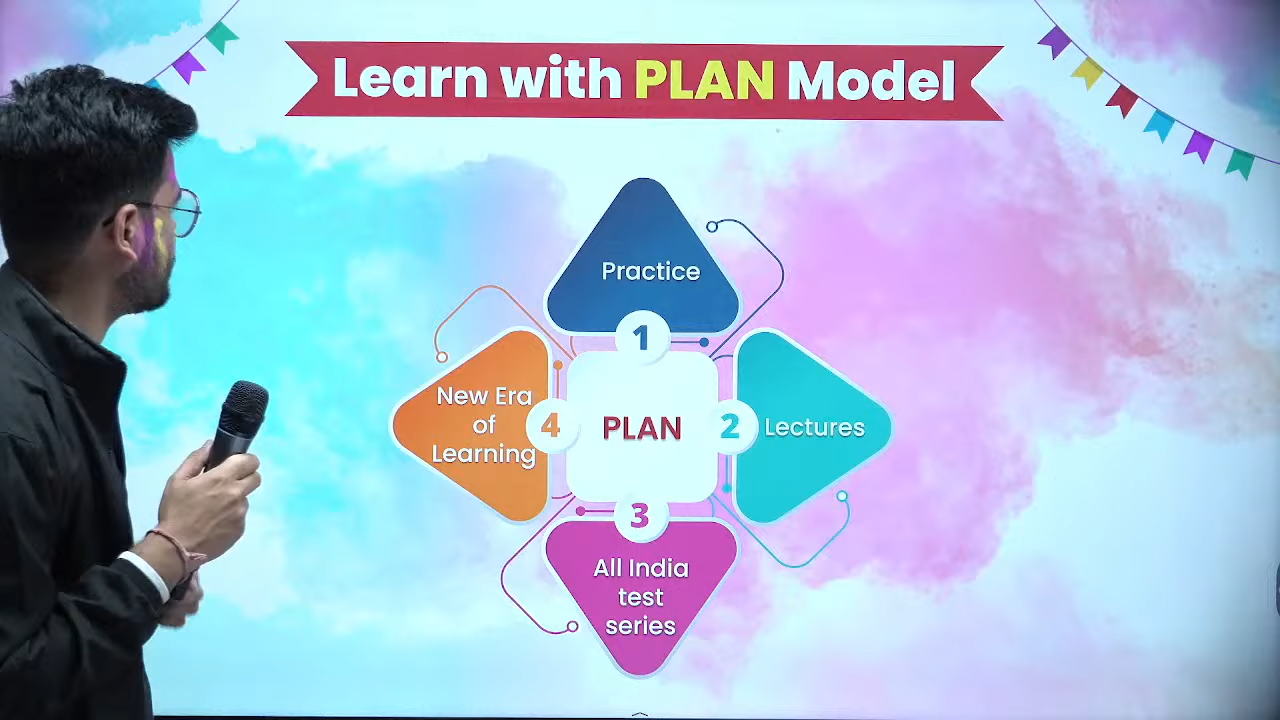 Learn with PLAN Model
Practice
1
New Era
of
Learning
4
PLAN
2
Lectures
3
All India
test
series